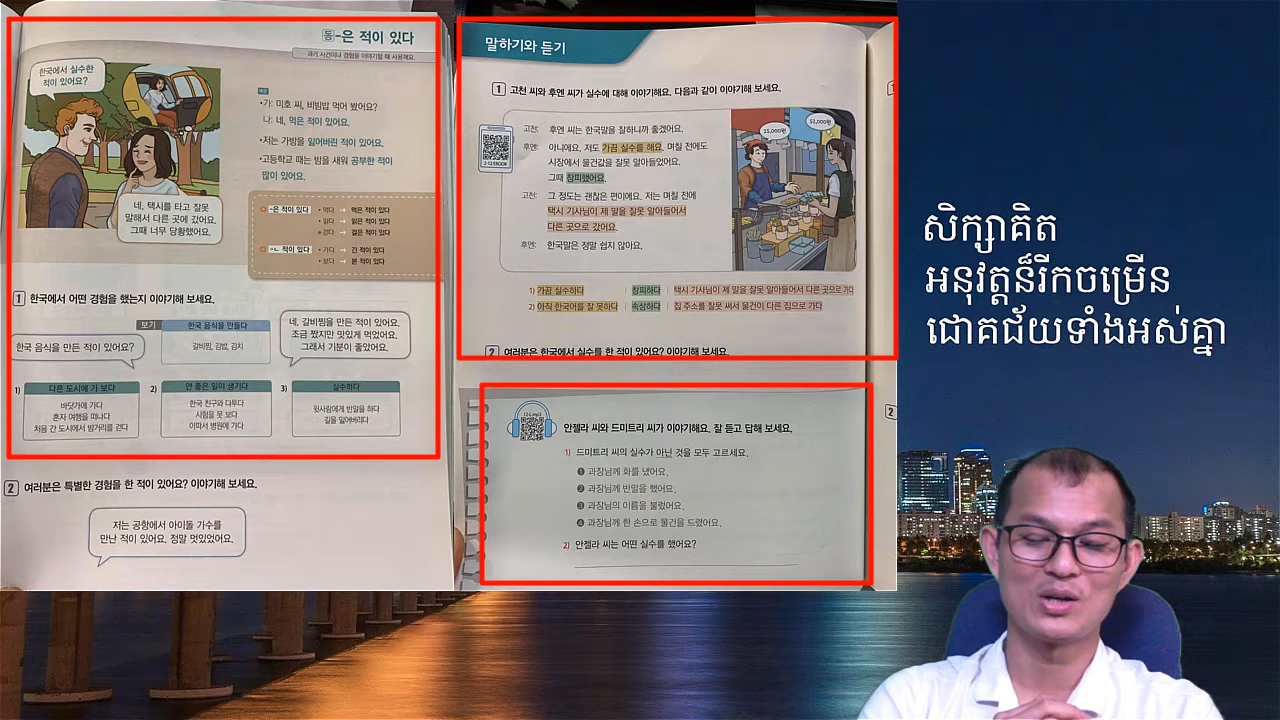 동-은 적이 있다
과거 사건이나 경험을 이야기할 때 사용해요.
한국에서 실수한
적이 있어요?
네, 택시를 타고 잘못
말해서 다른 곳에 갔어요.
그때 너무 당황했어요.
예문
•가: 미호 씨, 비빔밥 먹어 봤어요?
나: 네, 먹은 적이 있어요.
•저는 가방을 잃어버린 적이 있어요.
•고등학교 때는 밤을 새워 공부한 적이
많이 있어요.
-은 적이 있다
•먹다 → 먹은 적이 있다
•읽다 → 읽은 적이 있다
*걷다 → 걸은 적이 있다
-ㄴ 적이 있다
•가다 → 간 적이 있다
•보다 → 본 적이 있다
1 한국에서 어떤 경험을 했는지 이야기해 보세요.
보기
한국 음식을 만들다
갈비찜, 김밥, 김치
한국 음식을 만든 적이 있어요?
네, 갈비찜을 만든 적이 있어요.
조금 짰지만 맛있게 먹었어요.
그래서 기분이 좋았어요.
1) 다른 도시에 가 보다
바닷가에 가다
혼자 여행을 떠나다
처음 간 도시에서 밤거리를 걷다
2) 안 좋은 일이 생기다
한국 친구와 다투다
시험을 못 보다
아파서 병원에 가다
3) 실수하다
윗사람에게 반말을 하다
길을 잃어버리다
2 여러분은 특별한 경험을 한 적이 있어요? 이야기해 보세요.
저는 공항에서 아이돌 가수를
만난 적이 있어요. 정말 멋있었어요.
말하기와 듣기
1 고천 씨와 후엔 씨가 실수에 대해 이야기해요. 다음과 같이 이야기해 보세요.
고천: 후엔 씨는 한국말을 잘하니까 좋겠어요.
후엔: 아니에요. 저도 가끔 실수를 해요. 며칠 전에도
시장에서 물건값을 잘못 알아들었어요.
그때 창피했어요.
고천: 그 정도는 괜찮은 편이에요. 저는 며칠 전에
택시 기사님이 제 말을 잘못 알아들어서
다른 곳으로 갔어요.
후엔: 한국말은 정말 쉽지 않아요.
15,000원
1) 가끔 실수하다 | 창피하다 | 택시 기사님이 제 말을 잘못 알아들어서 다른 곳으로 가다
2) 아직 한국어를 잘 못하다 | 속상하다 | 집 주소를 잘못 써서 물건이 다른 집으로 가다
2 여러분은 한국에서 실수를 한 적이 있어요? 이야기해 보세요.
안젤라 씨와 드미트리 씨가 이야기해요. 잘 듣고 답해 보세요.
1) 드미트리 씨의 실수가 아닌 것을 모두 고르세요.
❶ 과장님께 화를 냈어요.
❷ 과장님께 반말을 했어요.
❸ 과장님의 이름을 불렀어요.
❹ 과장님께 한 손으로 물건을 드렸어요.
2) 안젤라 씨는 어떤 실수를 했어요?
2
សិក្សាគិត
អនុវត្តន៍រីកចម្រើន
ជោគជ័យទាំងអស់គ្នា